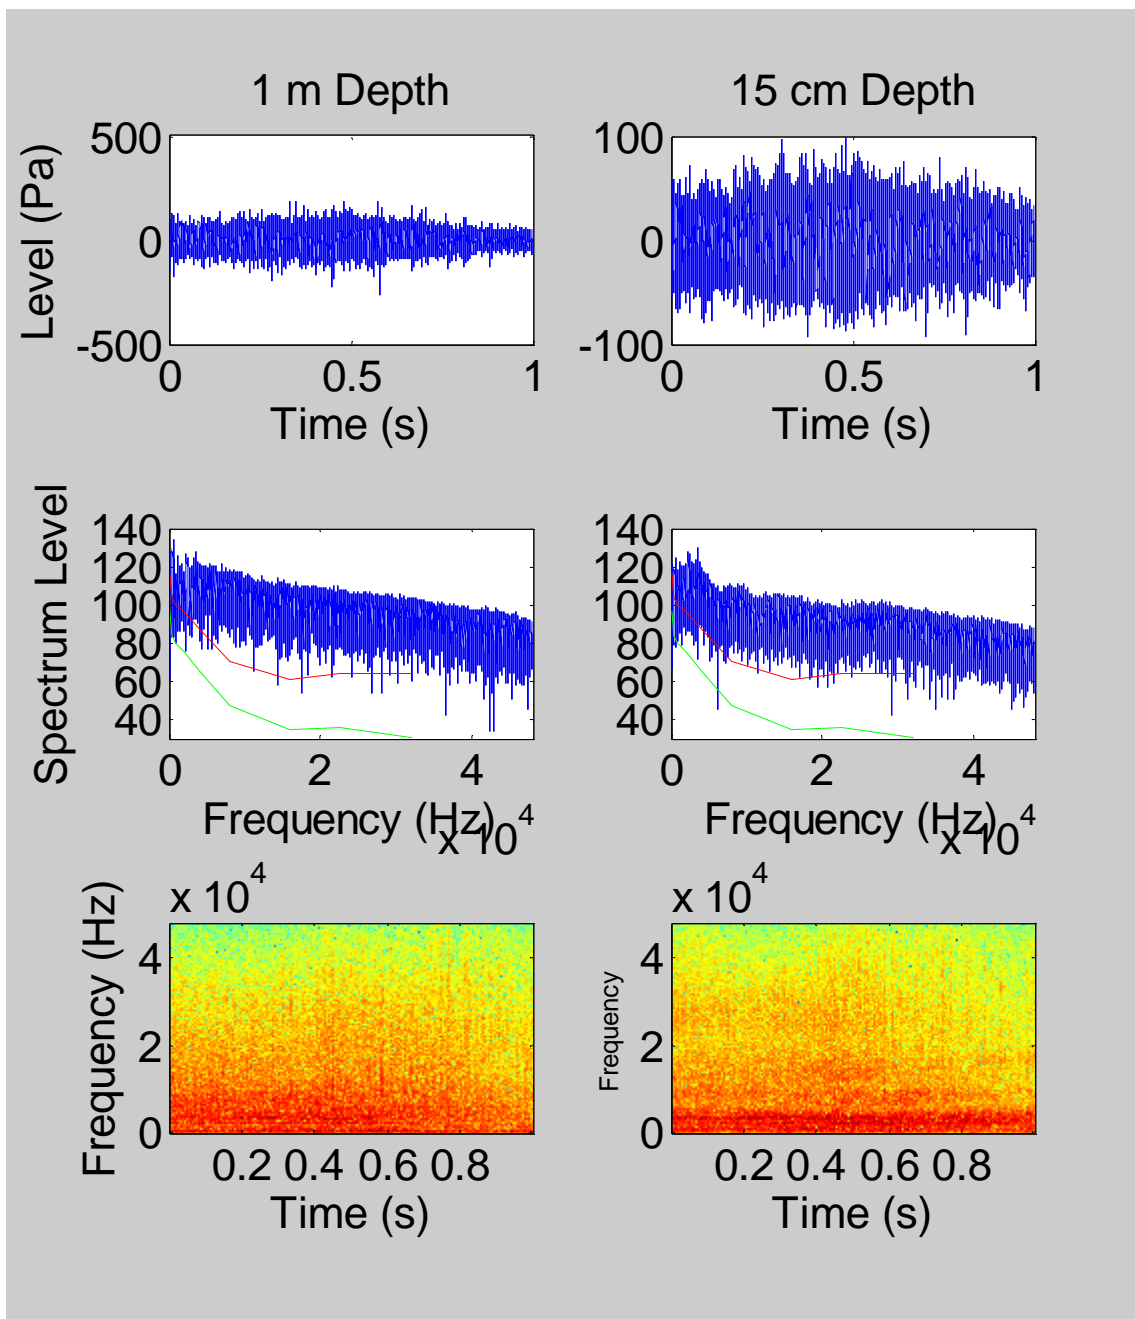 1 m Depth
15 cm Depth
Level (Pa)
500
0
-500
0 0.5 1
Time (s)
100
0
-100
0 0.5 1
Time (s)
Spectrum Level
140
120
100
80
60
40
0 2 4
Frequency (Hz)
x 10^4
140
120
100
80
60
40
0 2 4
Frequency (Hz)
x 10^4
Frequency (Hz)
x 10^4
4
2
0
0.2 0.4 0.6 0.8
Time (s)
Frequency
x 10^4
4
2
0
0.2 0.4 0.6 0.8
Time (s)